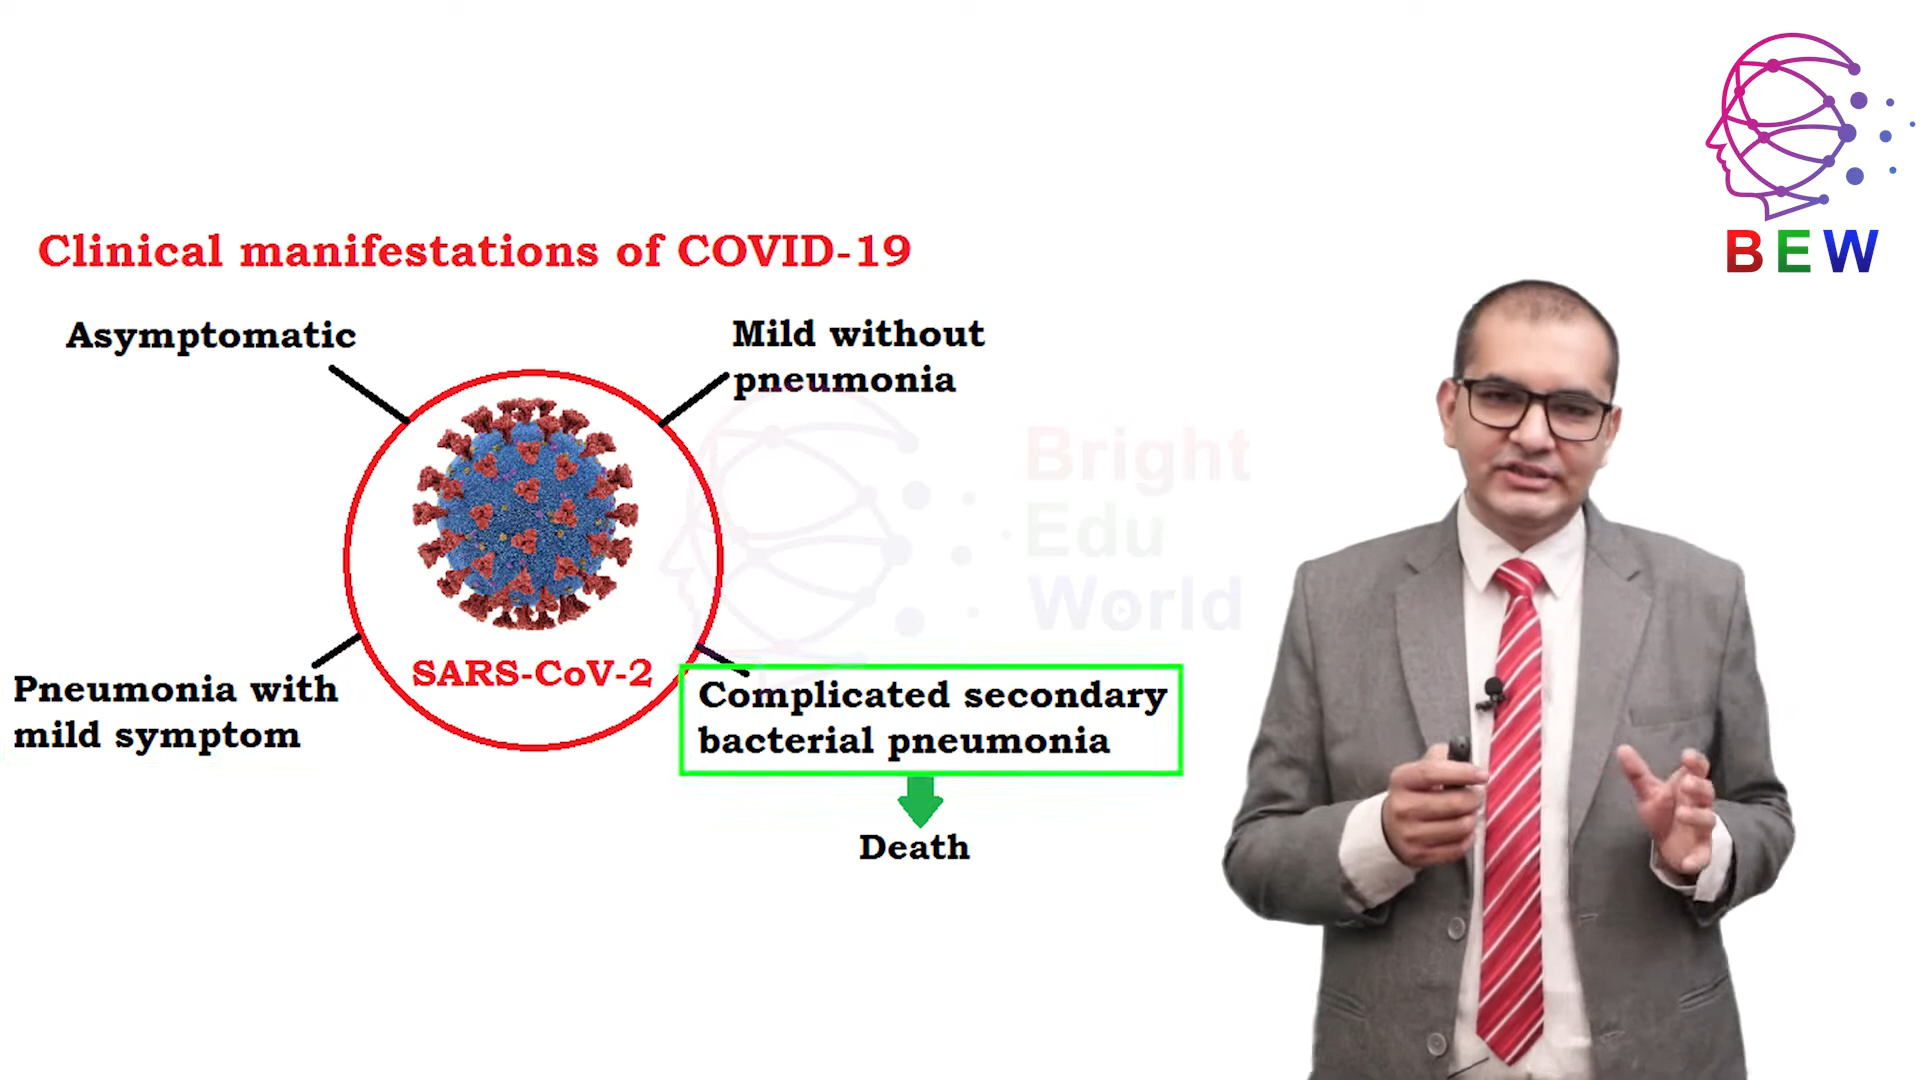 BEW
Clinical manifestations of COVID-19
Asymptomatic
Mild without
pneumonia
Bright
Edu
World
SARS-CoV-2
Pneumonia with
mild symptom
Complicated secondary
bacterial pneumonia
Death